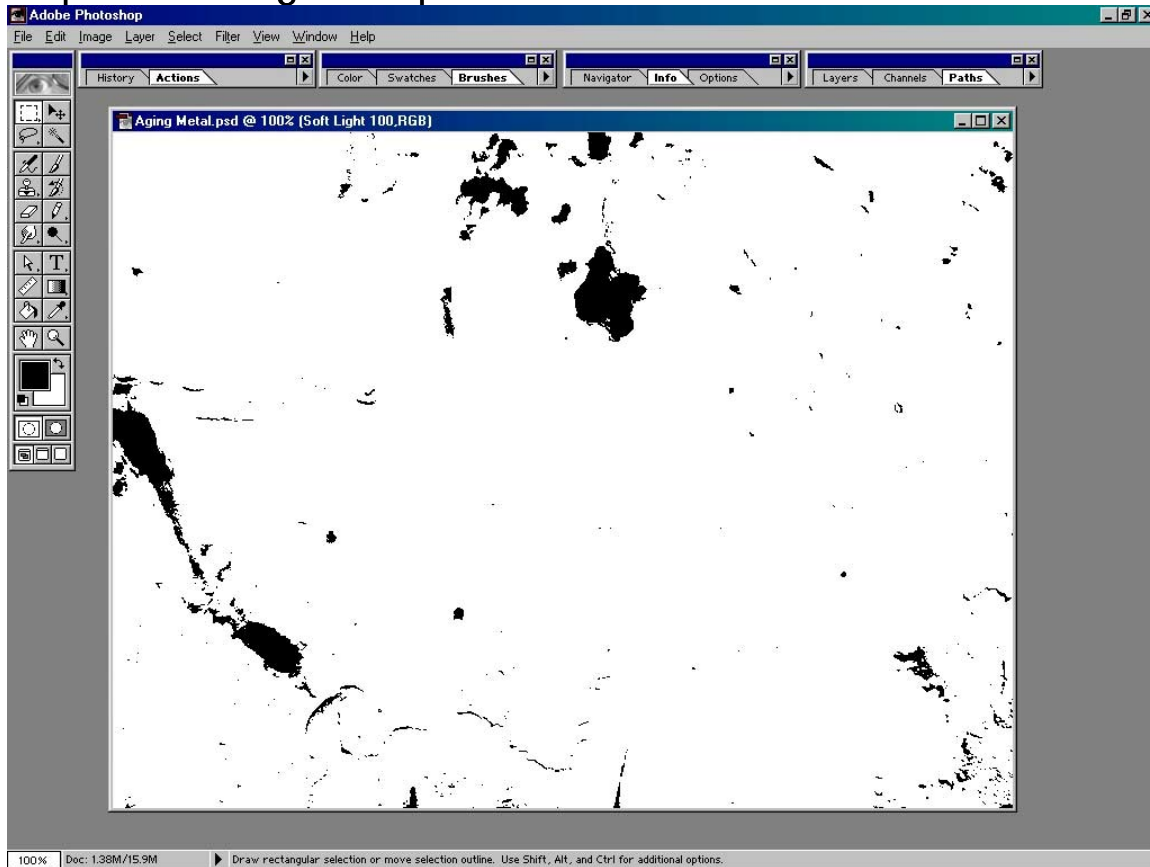 Adobe Photoshop
File Edit Image Layer Select Filter View Window Help
History Actions Color Swatches Brushes Navigator Info Options Layers Channels Paths
Aging Metal.psd @ 100% (Soft Light 100,RGB)
T
100% Doc: 1.38M/15.9M Draw rectangular selection or move selection outline. Use Shift, Alt, and Ctrl for additional options.